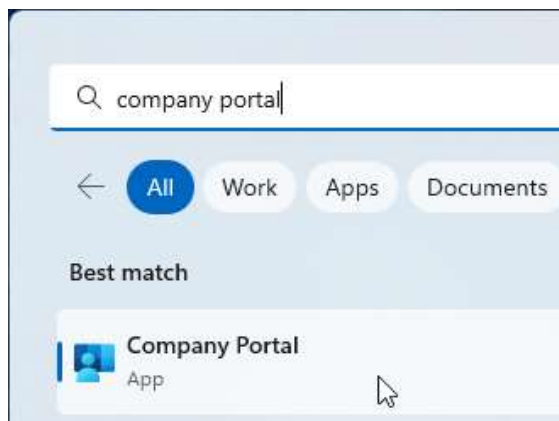 company portal
All Work Apps Documents
Best match
Company Portal
App